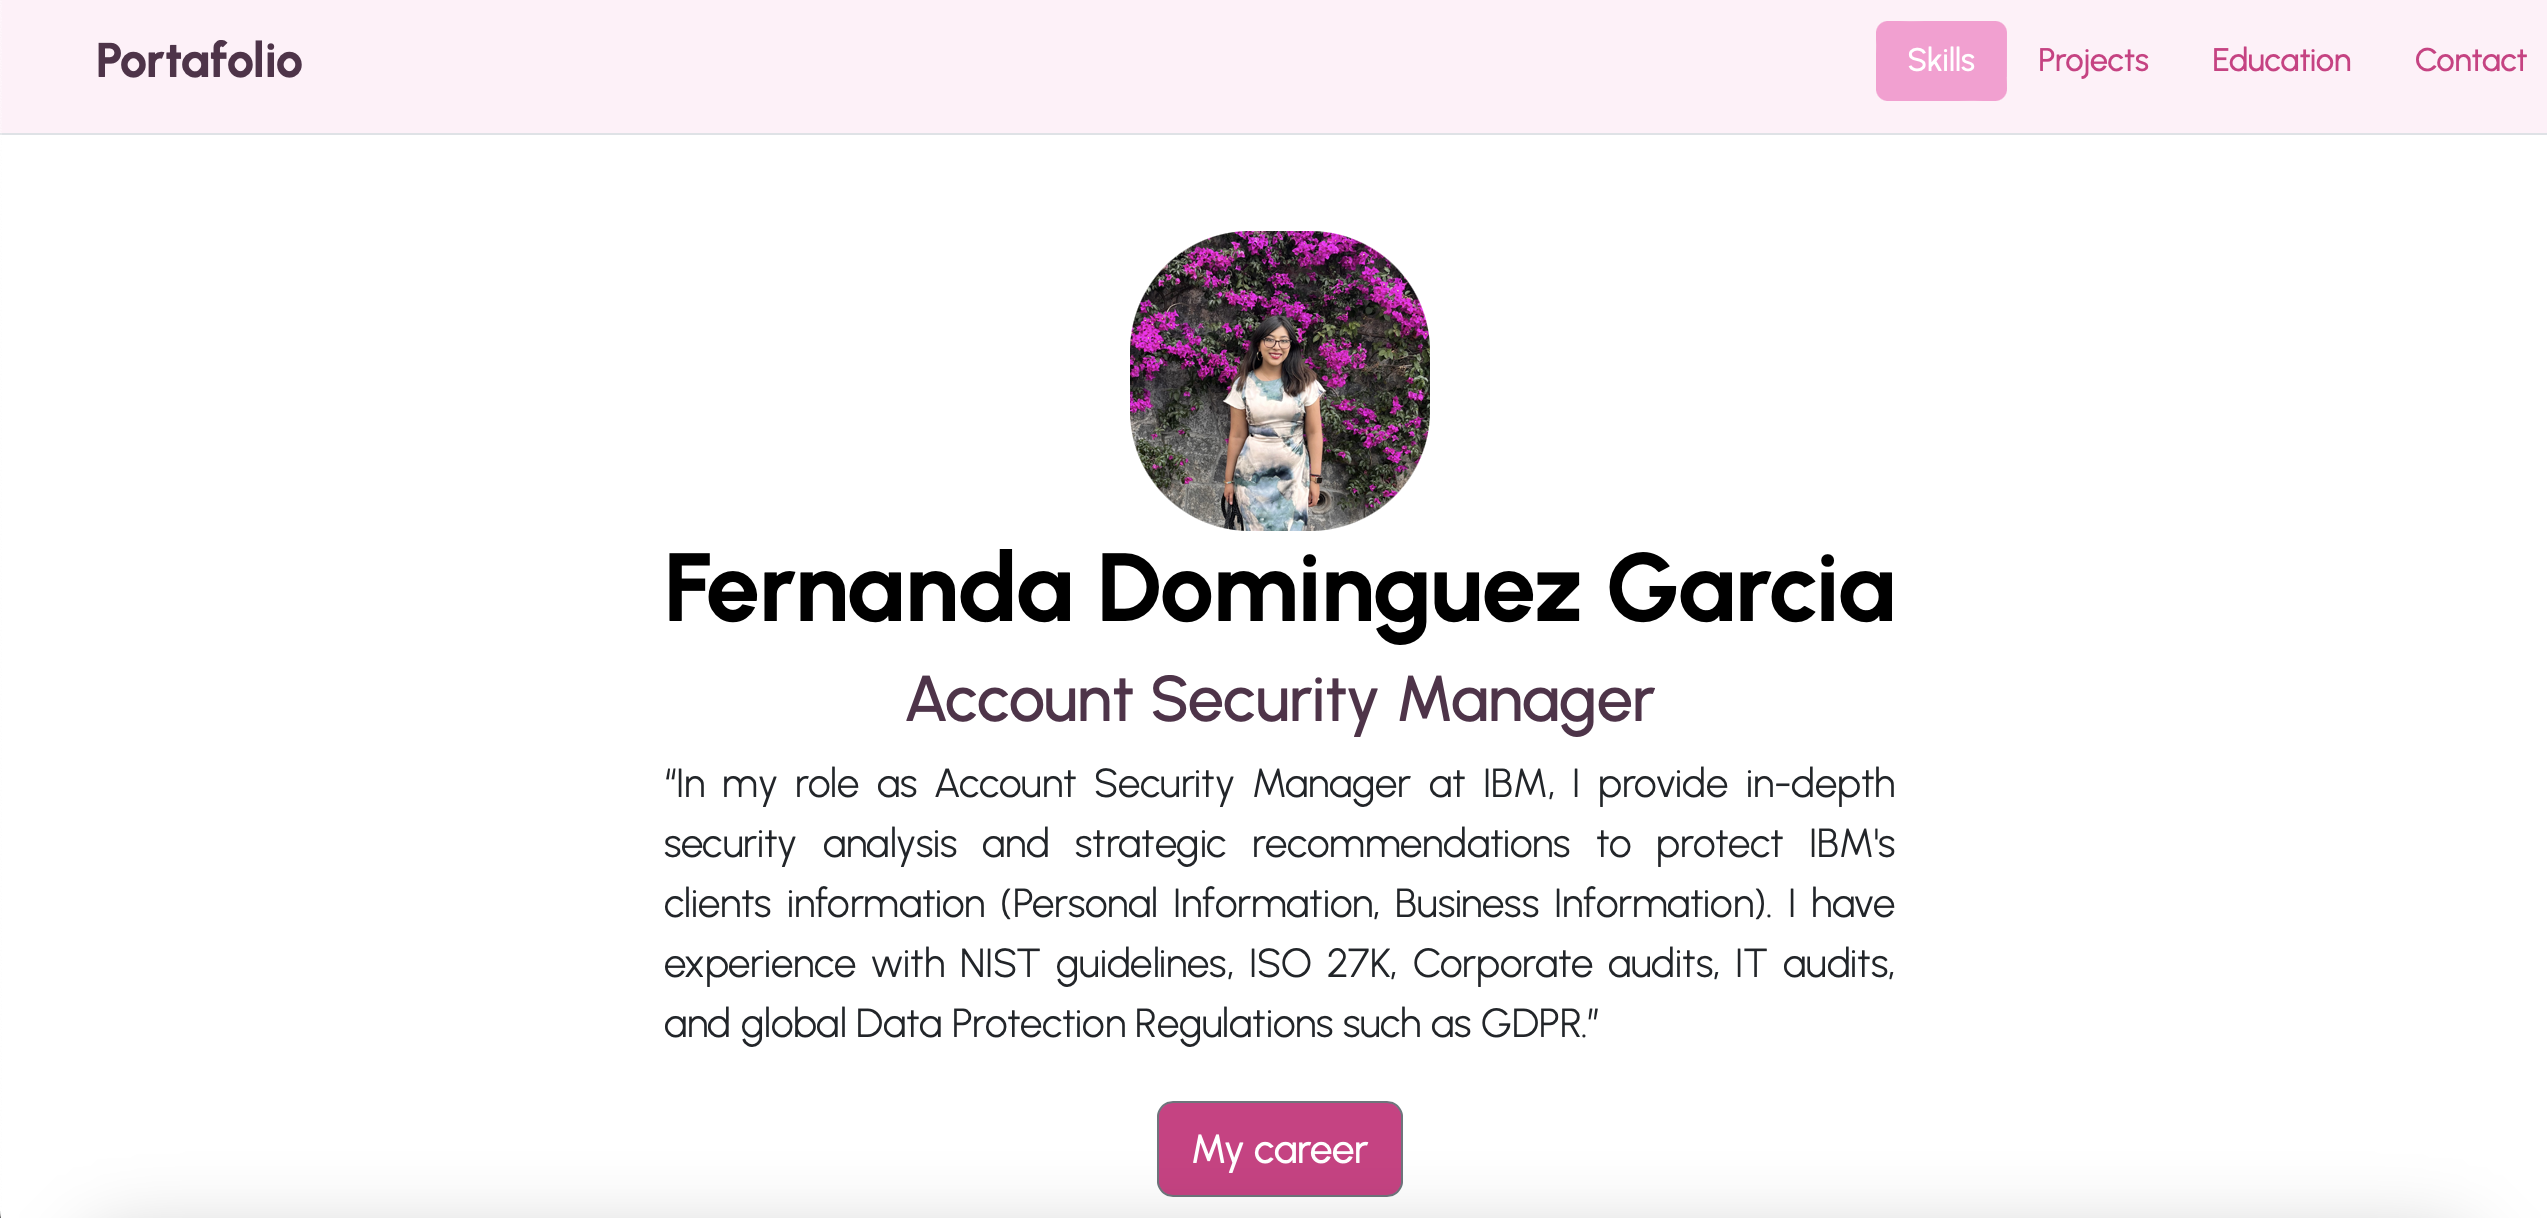 Portafolio
Skills
Projects
Education
Contact
Fernanda Dominguez Garcia
Account Security Manager
“In my role as Account Security Manager at IBM, I provide in-depth
security analysis and strategic recommendations to protect IBM's
clients information (Personal Information, Business Information). I have
experience with NIST guidelines, ISO 27K, Corporate audits, IT audits,
and global Data Protection Regulations such as GDPR.”
My career